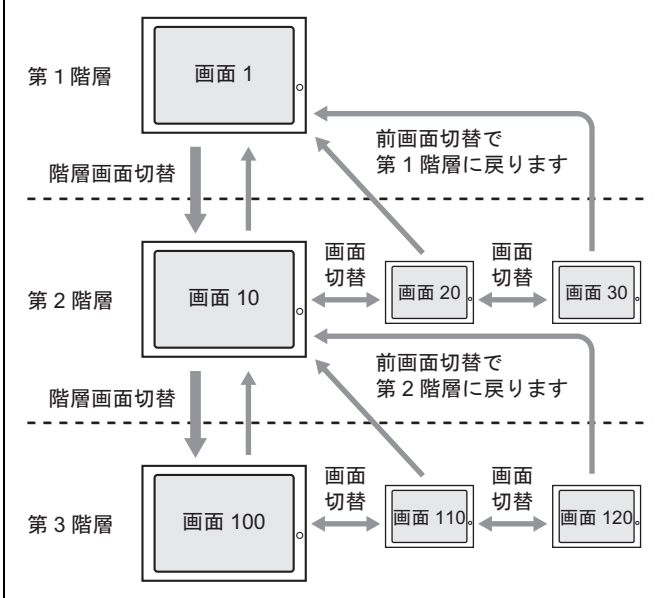 第 1 階層
画面 1
前画面切替で
第 1 階層に戻ります
階層画面切替
第 2 階層
画面 10
画面
切替
画面 20
画面
切替
画面 30
前画面切替で
第 2 階層に戻ります
階層画面切替
第 3 階層
画面 100
画面
切替
画面 110
画面
切替
画面 120